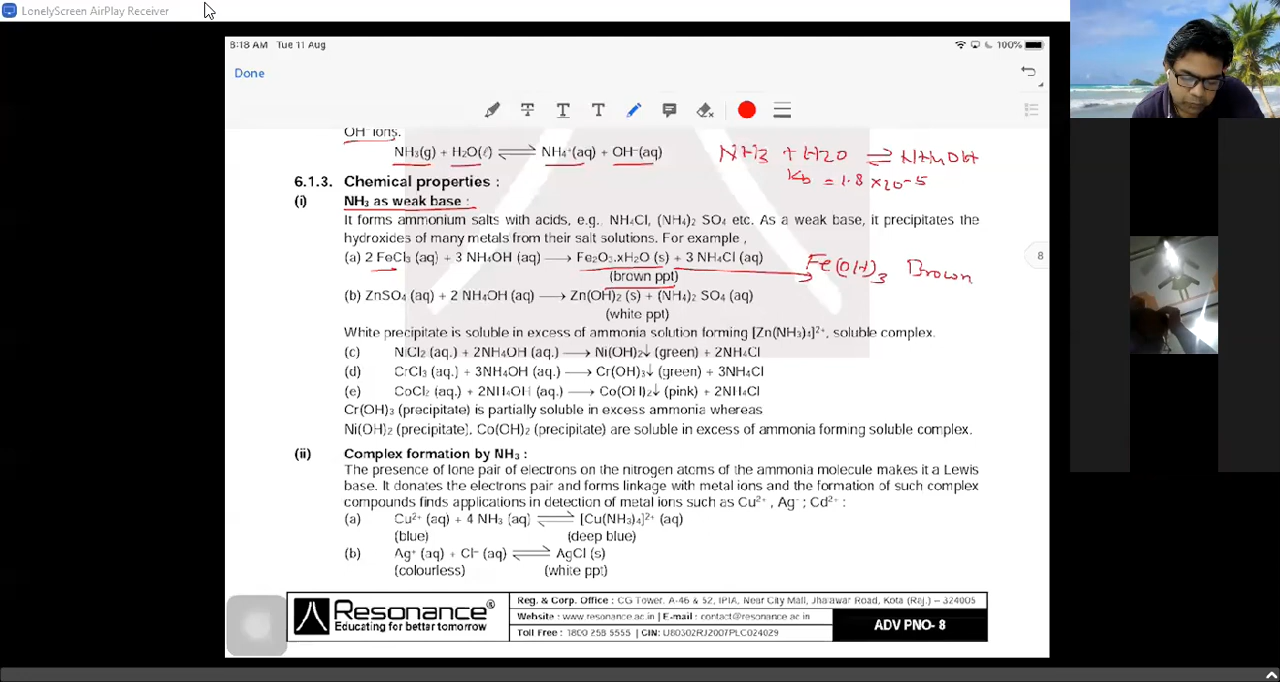 LonelyScreen AirPlay Receiver
8:18 AM Tue 11 Aug
100%
Done
OH⁻ ions.
NH₃(g) + H₂O(ℓ) ⇌ NH₄⁺(aq) + OH⁻(aq)
NH3 + H2O ⇌ NH4OH
Kb = 1.8 × 10-5
6.1.3. Chemical properties :
(i) NH₃ as weak base :
It forms ammonium salts with acids, e.g. NH₄Cl, (NH₄)₂ SO₄ etc. As a weak base, it precipitates the
hydroxides of many metals from their salt solutions. For example ,
(a) 2 FeCl₃ (aq) + 3 NH₄OH (aq) ⟶ Fe₂O₃.xH₂O (s) + 3 NH₄Cl (aq)
(brown ppt)
Fe(OH)3 Brown
8
(b) ZnSO₄ (aq) + 2 NH₄OH (aq) ⟶ Zn(OH)₂ (s) + (NH₄)₂ SO₄ (aq)
(white ppt)
White precipitate is soluble in excess of ammonia solution forming [Zn(NH₃)₄]²⁺, soluble complex.
(c) NiCl₂ (aq.) + 2NH₄OH (aq.) ⟶ Ni(OH)₂↓ (green) + 2NH₄Cl
(d) CrCl₃ (aq.) + 3NH₄OH (aq.) ⟶ Cr(OH)₃↓ (green) + 3NH₄Cl
(e) CoCl₂ (aq.) + 2NH₄OH (aq.) ⟶ Co(OH)₂↓ (pink) + 2NH₄Cl
Cr(OH)₃ (precipitate) is partially soluble in excess ammonia whereas
Ni(OH)₂ (precipitate), Co(OH)₂ (precipitate) are soluble in excess of ammonia forming soluble complex.
(ii) Complex formation by NH₃ :
The presence of lone pair of electrons on the nitrogen atoms of the ammonia molecule makes it a Lewis
base. It donates the electrons pair and forms linkage with metal ions and the formation of such complex
compounds finds applications in detection of metal ions such as Cu²⁺ , Ag⁺ ; Cd²⁺ :
(a) Cu²⁺ (aq) + 4 NH₃ (aq) ⇌ [Cu(NH₃)₄]²⁺ (aq)
(blue) (deep blue)
(b) Ag⁺ (aq) + Cl⁻ (aq) ⇌ AgCl (s)
(colourless) (white ppt)
Resonance®
Educating for better tomorrow
Reg. & Corp. Office : CG Tower, A-46 & 52, IPIA, Near City Mall, Jhalawar Road, Kota (Raj.) – 324005
Website : www.resonance.ac.in | E-mail : contact@resonance.ac.in
Toll Free : 1800 258 5555 | CIN: U80302RJ2007PLC024029
ADV PNO- 8